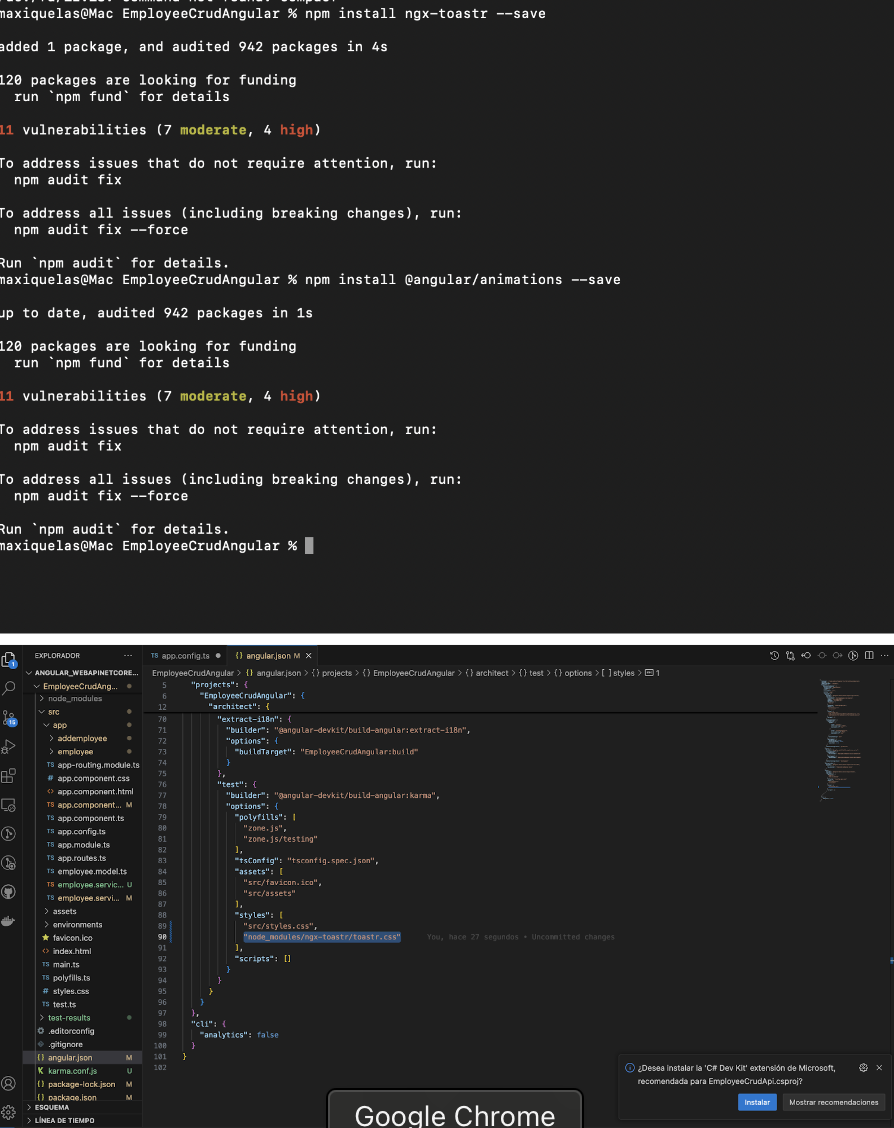 maxiquelas@Mac EmployeeCrudAngular % npm install ngx-toastr --save
added 1 package, and audited 942 packages in 4s
120 packages are looking for funding
run `npm fund` for details
11 vulnerabilities (7 moderate, 4 high)
To address issues that do not require attention, run:
npm audit fix
To address all issues (including breaking changes), run:
npm audit fix --force
Run `npm audit` for details.
maxiquelas@Mac EmployeeCrudAngular % npm install @angular/animations --save
up to date, audited 942 packages in 1s
120 packages are looking for funding
run `npm fund` for details
11 vulnerabilities (7 moderate, 4 high)
To address issues that do not require attention, run:
npm audit fix
To address all issues (including breaking changes), run:
npm audit fix --force
Run `npm audit` for details.
maxiquelas@Mac EmployeeCrudAngular %
EXPLORADOR ···
TS app.config.ts ●
{} angular.json M ×
ANGULAR_WEBAPINETCORE...
EmployeeCrudAngular > {} angular.json > {} projects > {} EmployeeCrudAngular > {} architect > {} test > {} options > [ ] styles > 1
EmployeeCrudAng...
node_modules
src
app
addemployee
employee
TS app-routing.module.ts
# app.component.css
<> app.component.html
TS app.component... M
TS app.component.ts
TS app.config.ts
TS app.module.ts
TS app.routes.ts
TS employee.model.ts
TS employee.servic... U
TS employee.servi... M
assets
environments
favicon.ico
<> index.html
TS main.ts
TS polyfills.ts
# styles.css
TS test.ts
test-results
.editorconfig
.gitignore
{} angular.json M
K karma.conf.js U
{} package-lock.json M
{} package.json M
ESQUEMA
LÍNEA DE TIEMPO
5 "projects": {
6 "EmployeeCrudAngular": {
12 "architect": {
70 "extract-i18n": {
71 "builder": "@angular-devkit/build-angular:extract-i18n",
72 "options": {
73 "buildTarget": "EmployeeCrudAngular:build"
74 }
75 },
76 "test": {
77 "builder": "@angular-devkit/build-angular:karma",
78 "options": {
79 "polyfills": [
80 "zone.js",
81 "zone.js/testing"
82 ],
83 "tsConfig": "tsconfig.spec.json",
84 "assets": [
85 "src/favicon.ico",
86 "src/assets"
87 ],
88 "styles": [
89 "src/styles.css",
90 "node_modules/ngx-toastr/toastr.css" You, hace 27 segundos • Uncommitted changes
91 ],
92 "scripts": []
93 }
94 }
95 }
96 }
97 },
98 "cli": {
99 "analytics": false
100 }
101 }
102
¿Desea instalar la 'C# Dev Kit' extensión de Microsoft,
recomendada para EmployeeCrudApi.csproj?
Instalar
Mostrar recomendaciones
Google Chrome